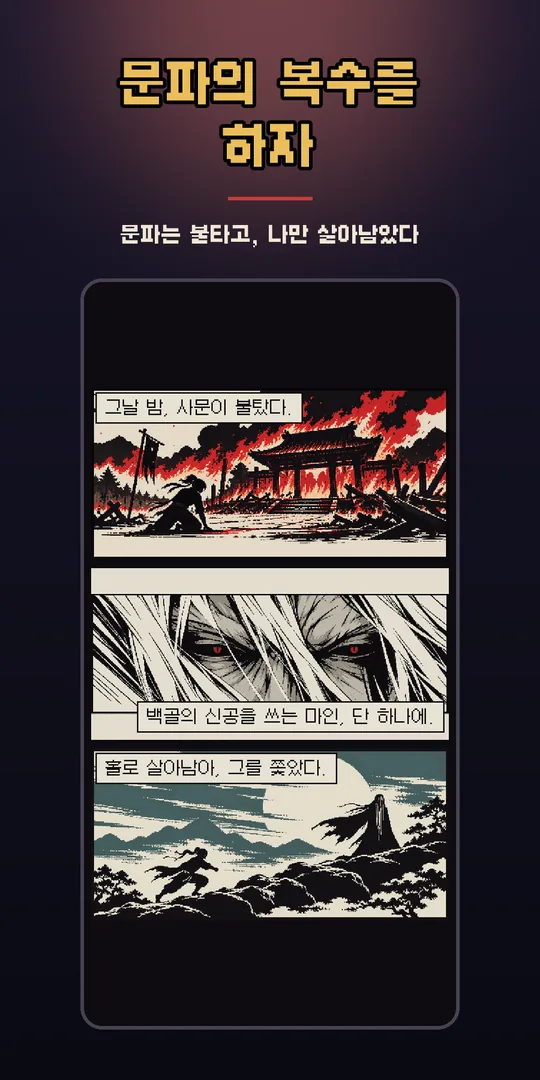 문파의 복수를
하자
문파는 불타고, 나만 살아남았다
그날 밤, 사문이 불탔다.
백골의 신공을 쓰는 마인, 단 하나에.
홀로 살아남아, 그를 쫓았다.